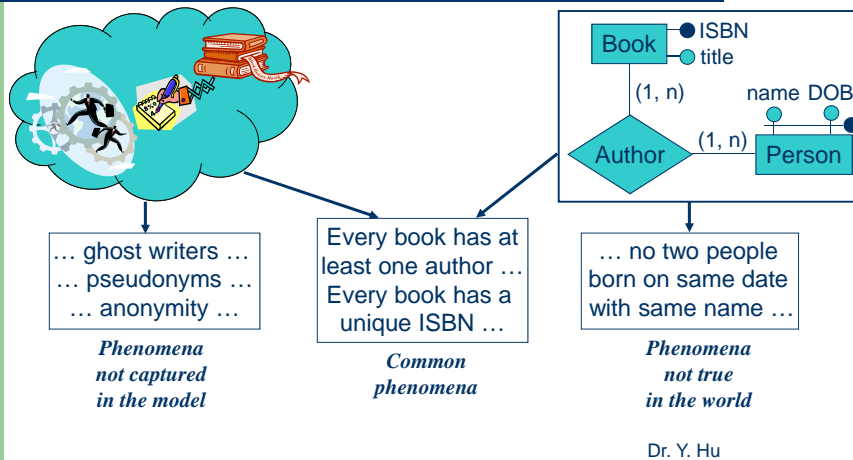 ISBN
Book
title
(1, n)
name DOB
(1, n)
Author
Person
… ghost writers …
… pseudonyms …
… anonymity …
Phenomena
not captured
in the model
Every book has at
least one author …
Every book has a
unique ISBN …
Common
phenomena
… no two people
born on same date
with same name …
Phenomena
not true
in the world
Dr. Y. Hu